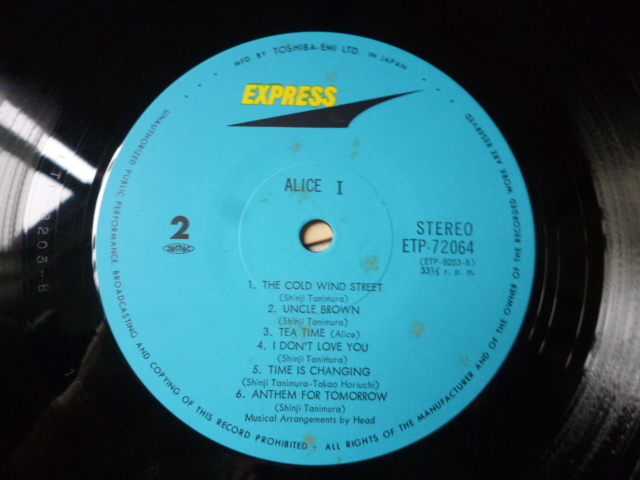 MFD. BY TOSHIBA-EMI LTD. IN JAPAN
EXPRESS
ALICE I
2
STEREO
ETP-72064
(ETP-8203-B)
33⅓ r. p. m.
1. THE COLD WIND STREET
(Shinji Tanimura)
2. UNCLE BROWN
(Shinji Tanimura)
3. TEA TIME (Alice)
4. I DON'T LOVE YOU
(Shinji Tanimura)
5. TIME IS CHANGING
(Shinji Tanimura-Takao Horiuchi)
6. ANTHEM FOR TOMORROW
(Shinji Tanimura)
Musical Arrangements by Head
UNAUTHORIZED PUBLIC PERFORMANCE BROADCASTING AND COPYING OF THIS RECORD PROHIBITED • ALL RIGHTS OF THE MANUFACTURER AND OF THE OWNER OF THE RECORDED WORK ARE RESERVED